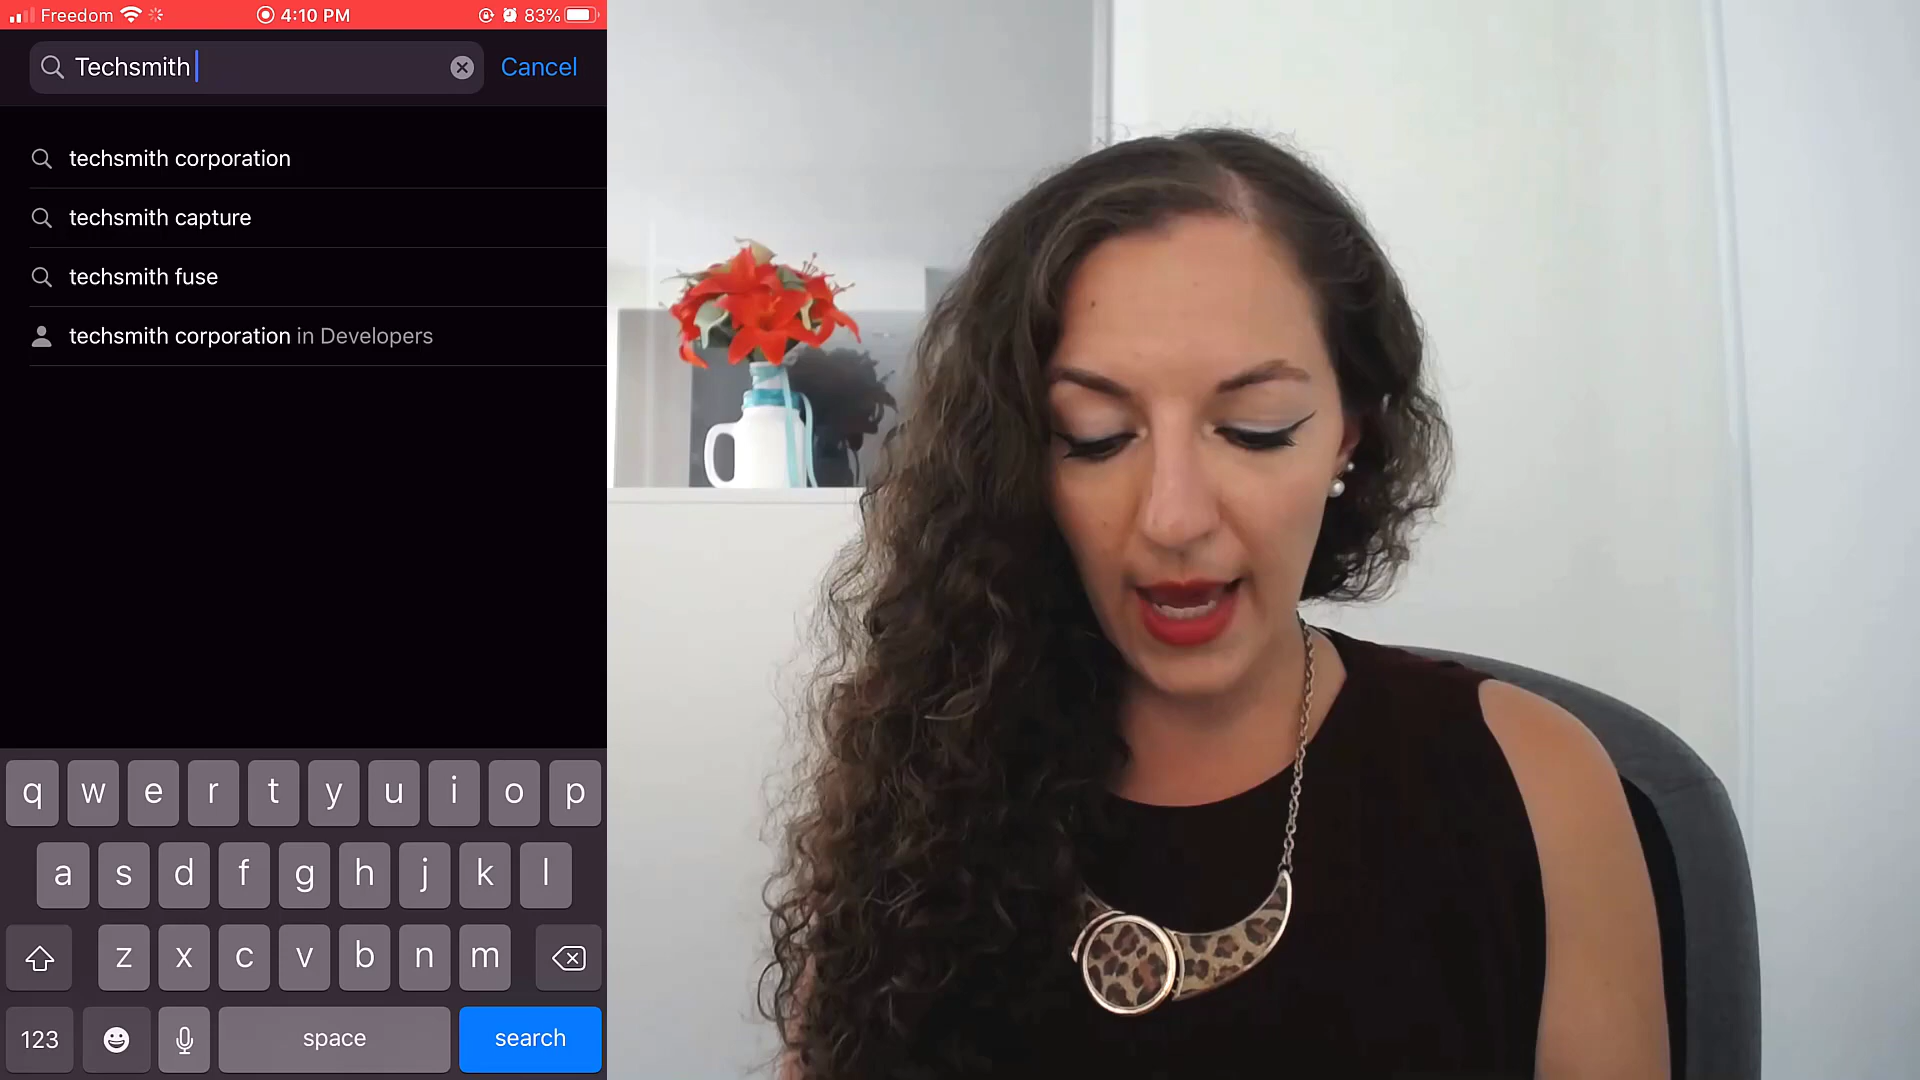 Freedom 4:10 PM 83%
Techsmith Cancel
techsmith corporation
techsmith capture
techsmith fuse
techsmith corporation in Developers
q w e r t y u i o p
a s d f g h j k l
z x c v b n m
123 space search